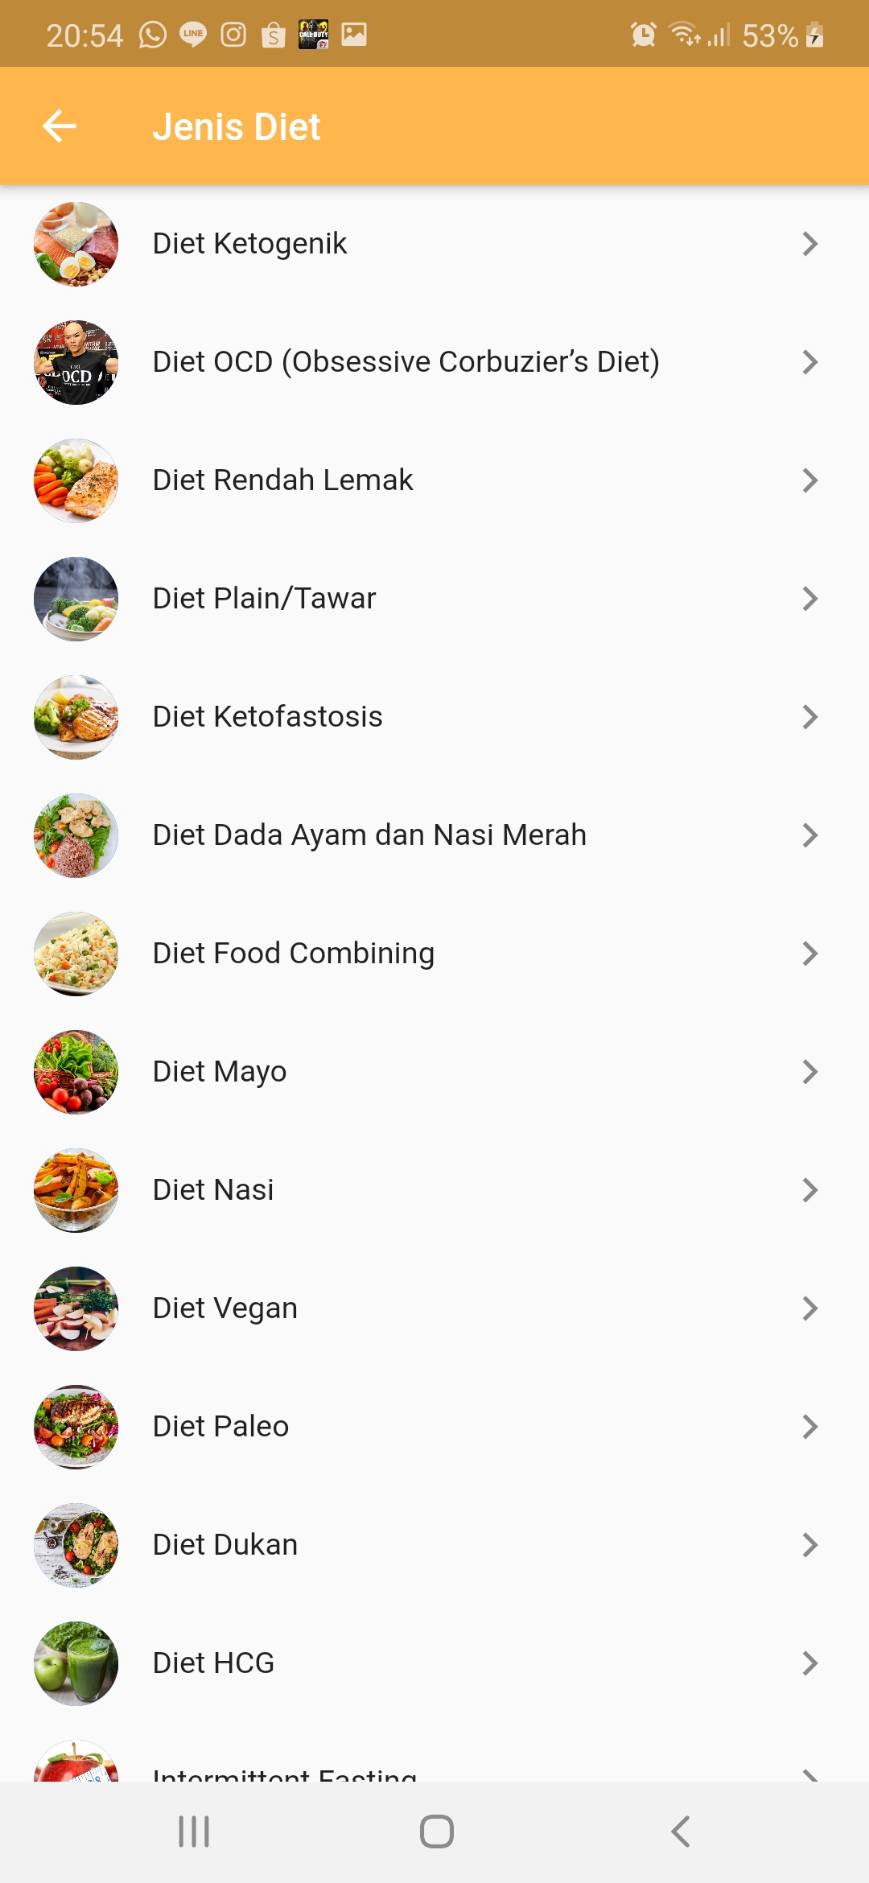 20:54
53%
Jenis Diet
Diet Ketogenik
OCD
Diet OCD (Obsessive Corbuzier’s Diet)
Diet Rendah Lemak
Diet Plain/Tawar
Diet Ketofastosis
Diet Dada Ayam dan Nasi Merah
Diet Food Combining
Diet Mayo
Diet Nasi
Diet Vegan
Diet Paleo
Diet Dukan
Diet HCG
Intermittent Fasting